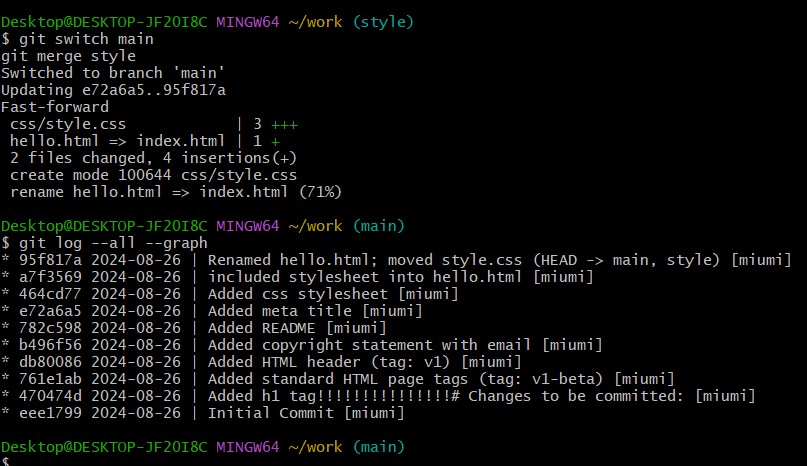 Desktop@DESKTOP-JF2OI8C MINGW64 ~/work (style)
$ git switch main
git merge style
Switched to branch 'main'
Updating e72a6a5..95f817a
Fast-forward
 css/style.css            | 3 +++
 hello.html => index.html | 1 +
 2 files changed, 4 insertions(+)
 create mode 100644 css/style.css
 rename hello.html => index.html (71%)
Desktop@DESKTOP-JF2OI8C MINGW64 ~/work (main)
$ git log --all --graph
* 95f817a 2024-08-26 | Renamed hello.html; moved style.css (HEAD -> main, style) [miumi]
* a7f3569 2024-08-26 | included stylesheet into hello.html [miumi]
* 464cd77 2024-08-26 | Added css stylesheet [miumi]
* e72a6a5 2024-08-26 | Added meta title [miumi]
* 782c598 2024-08-26 | Added README [miumi]
* b496f56 2024-08-26 | Added copyright statement with email [miumi]
* db80086 2024-08-26 | Added HTML header (tag: v1) [miumi]
* 761e1ab 2024-08-26 | Added standard HTML page tags (tag: v1-beta) [miumi]
* 470474d 2024-08-26 | Added h1 tag!!!!!!!!!!!!!!!# Changes to be committed: [miumi]
* eee1799 2024-08-26 | Initial Commit [miumi]
Desktop@DESKTOP-JF2OI8C MINGW64 ~/work (main)
$